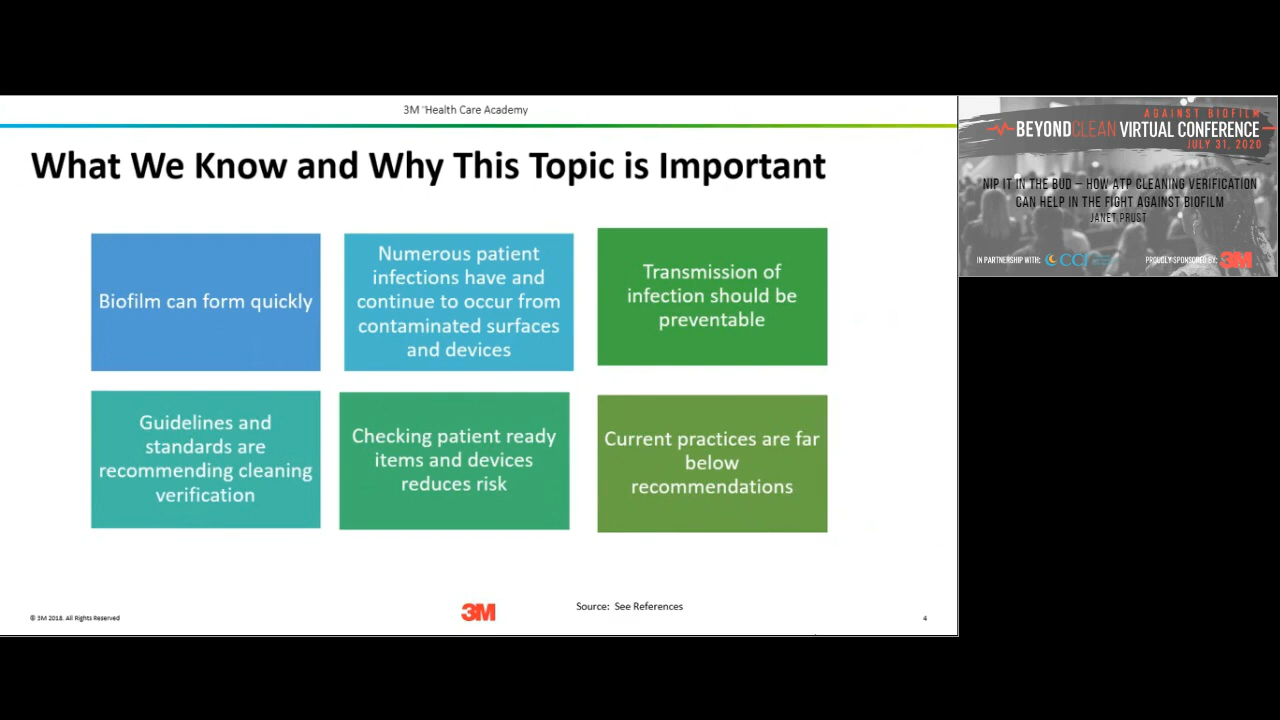 3M ™Health Care Academy
What We Know and Why This Topic is Important
Biofilm can form quickly
Numerous patient
infections have and
continue to occur from
contaminated surfaces
and devices
Transmission of
infection should be
preventable
Guidelines and
standards are
recommending cleaning
verification
Checking patient ready
items and devices
reduces risk
Current practices are far
below
recommendations
© 3M 2018. All Rights Reserved
3M
Source: See References
4
AGAINST BIOFILM
BEYONDCLEAN VIRTUAL CONFERENCE
JULY 31, 2020
NIP IT IN THE BUD – HOW ATP CLEANING VERIFICATION
CAN HELP IN THE FIGHT AGAINST BIOFILM
JANET PRUST
IN PARTNERSHIP WITH: CCI
PROUDLY SPONSORED BY: 3M